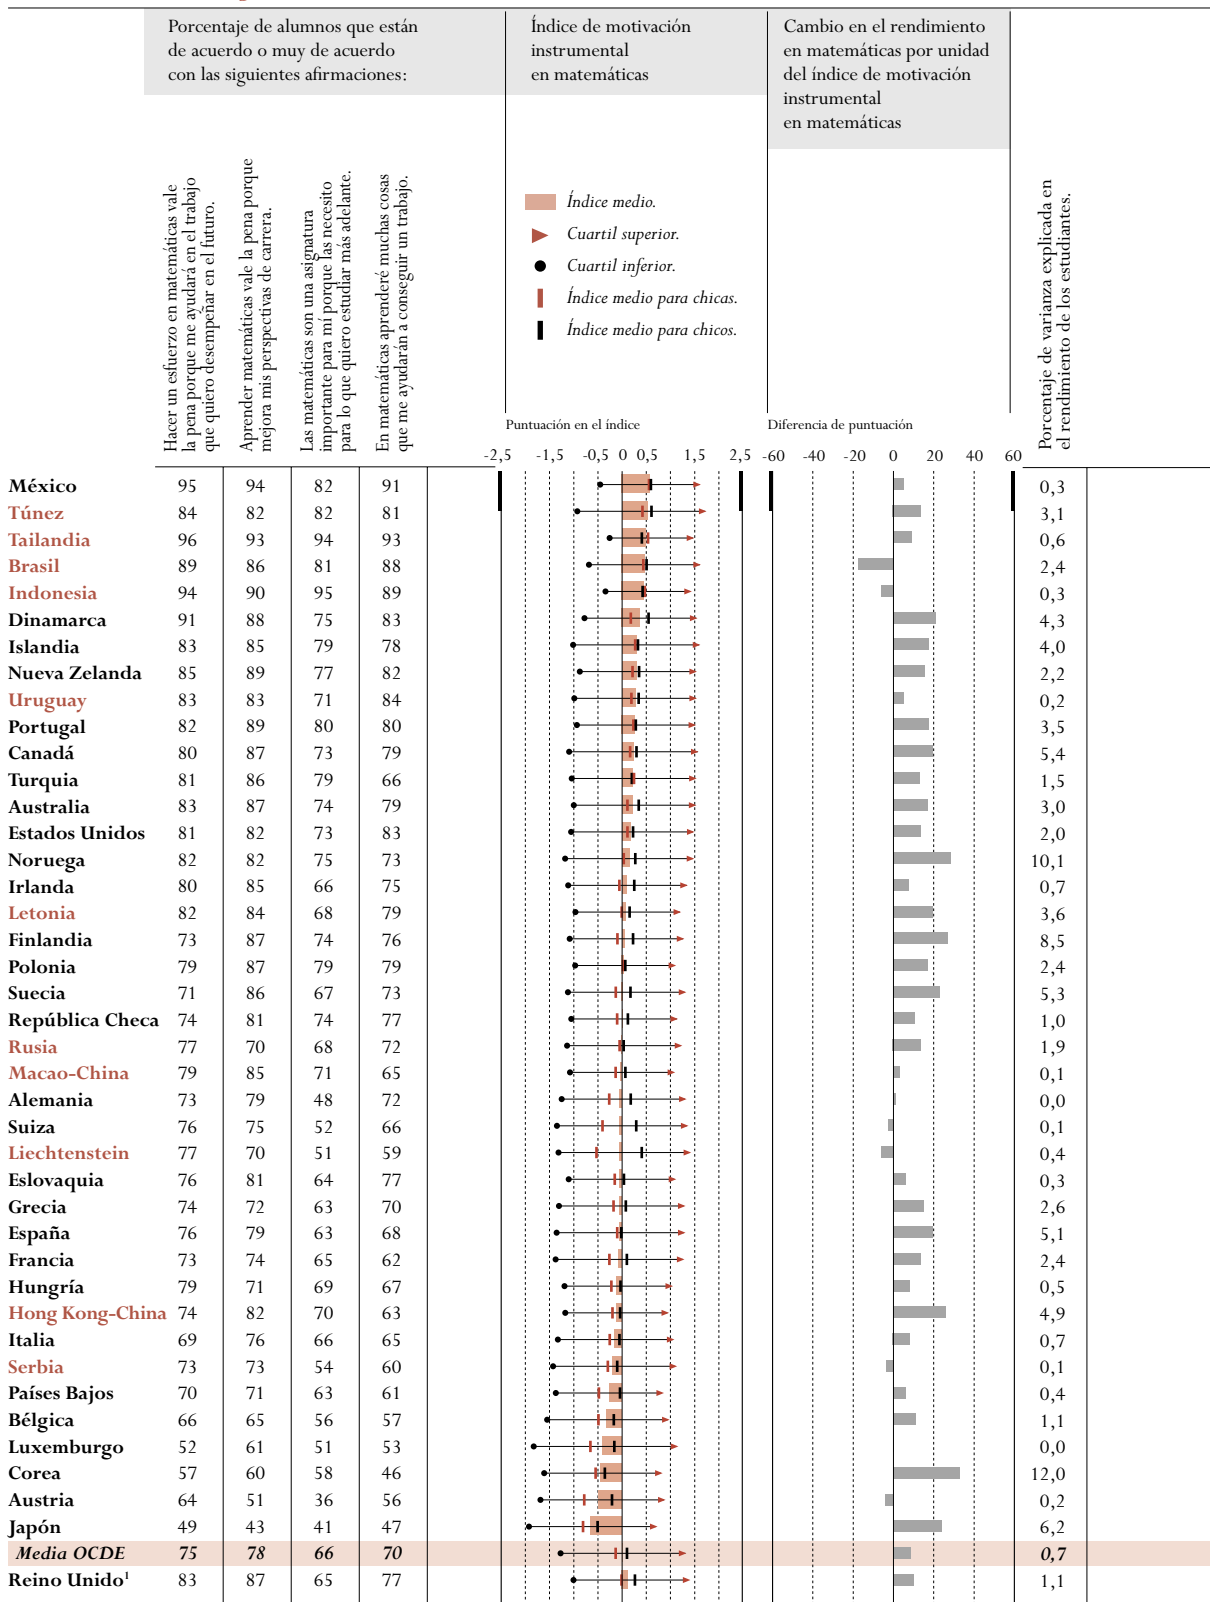 Porcentaje de alumnos que están
de acuerdo o muy de acuerdo
con las siguientes afirmaciones:
Índice de motivación
instrumental
en matemáticas
Cambio en el rendimiento
en matemáticas por unidad
del índice de motivación
instrumental
en matemáticas
Hacer un esfuerzo en matemáticas vale
la pena porque me ayudará en el trabajo
que quiero desempeñar en el futuro.
Aprender matemáticas vale la pena porque
mejora mis perspectivas de carrera.
Las matemáticas son una asignatura
importante para mí porque las necesito
para lo que quiero estudiar más adelante.
En matemáticas aprenderé muchas cosas
que me ayudarán a conseguir un trabajo.
Índice medio.
Cuartil superior.
Cuartil inferior.
Índice medio para chicas.
Índice medio para chicos.
Porcentaje de varianza explicada en
el rendimiento de los estudiantes.
Puntuación en el índice
Diferencia de puntuación
-2,5 -1,5 -0,5 0 0,5 1,5 2,5 -60 -40 -20 0 20 40 60
México 95 94 82 91 0,3
Túnez 84 82 82 81 3,1
Tailandia 96 93 94 93 0,6
Brasil 89 86 81 88 2,4
Indonesia 94 90 95 89 0,3
Dinamarca 91 88 75 83 4,3
Islandia 83 85 79 78 4,0
Nueva Zelanda 85 89 77 82 2,2
Uruguay 83 83 71 84 0,2
Portugal 82 89 80 80 3,5
Canadá 80 87 73 79 5,4
Turquia 81 86 79 66 1,5
Australia 83 87 74 79 3,0
Estados Unidos 81 82 73 83 2,0
Noruega 82 82 75 73 10,1
Irlanda 80 85 66 75 0,7
Letonia 82 84 68 79 3,6
Finlandia 73 87 74 76 8,5
Polonia 79 87 79 79 2,4
Suecia 71 86 67 73 5,3
República Checa 74 81 74 77 1,0
Rusia 77 70 68 72 1,9
Macao-China 79 85 71 65 0,1
Alemania 73 79 48 72 0,0
Suiza 76 75 52 66 0,1
Liechtenstein 77 70 51 59 0,4
Eslovaquia 76 81 64 77 0,3
Grecia 74 72 63 70 2,6
España 76 79 63 68 5,1
Francia 73 74 65 62 2,4
Hungría 79 71 69 67 0,5
Hong Kong-China 74 82 70 63 4,9
Italia 69 76 66 65 0,7
Serbia 73 73 54 60 0,1
Países Bajos 70 71 63 61 0,4
Bélgica 66 65 56 57 1,1
Luxemburgo 52 61 51 53 0,0
Corea 57 60 58 46 12,0
Austria 64 51 36 56 0,2
Japón 49 43 41 47 6,2
Media OCDE 75 78 66 70 0,7
Reino Unido¹ 83 87 65 77 1,1